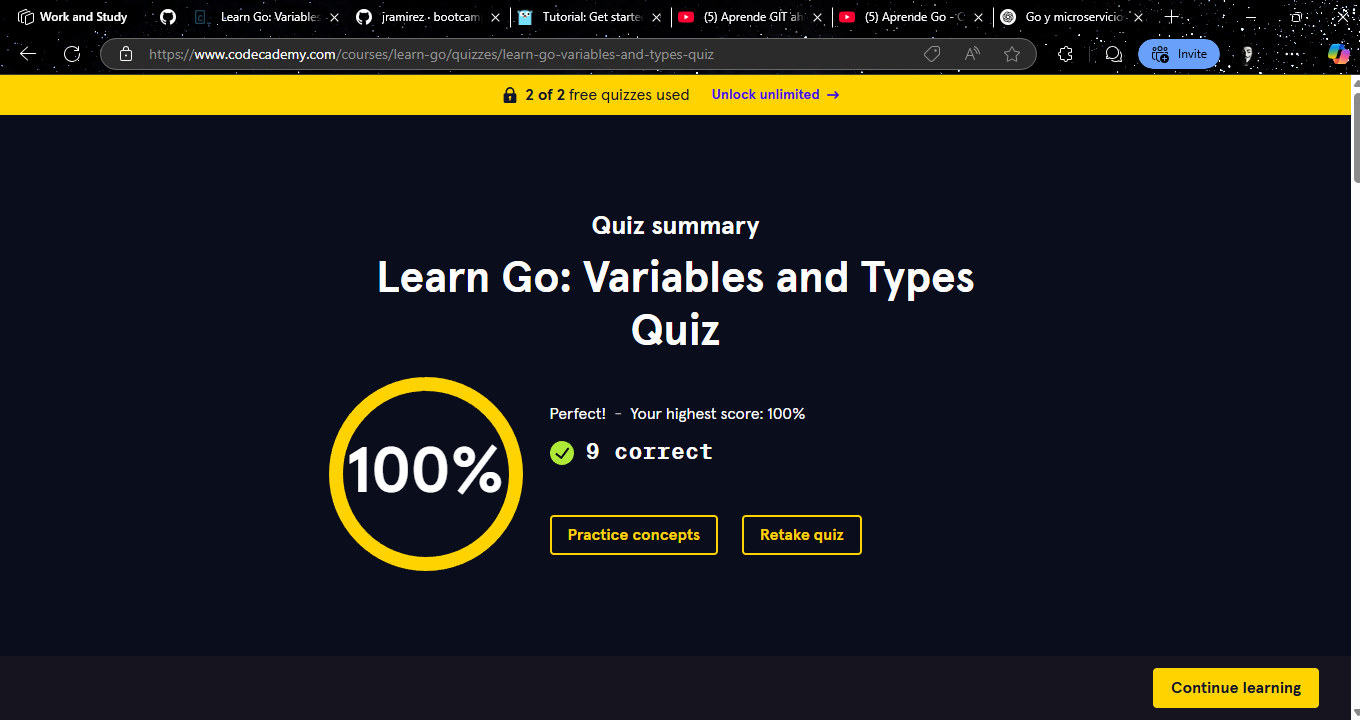 Work and Study
Learn Go: Variables
jramirez · bootcamp
Tutorial: Get starte
(5) Aprende GIT ah
(5) Aprende Go - C
Go y microservicio
https://www.codecademy.com/courses/learn-go/quizzes/learn-go-variables-and-types-quiz
Invite
2 of 2 free quizzes used Unlock unlimited →
Quiz summary
Learn Go: Variables and Types
Quiz
100%
Perfect! - Your highest score: 100%
9 correct
Practice concepts
Retake quiz
Continue learning